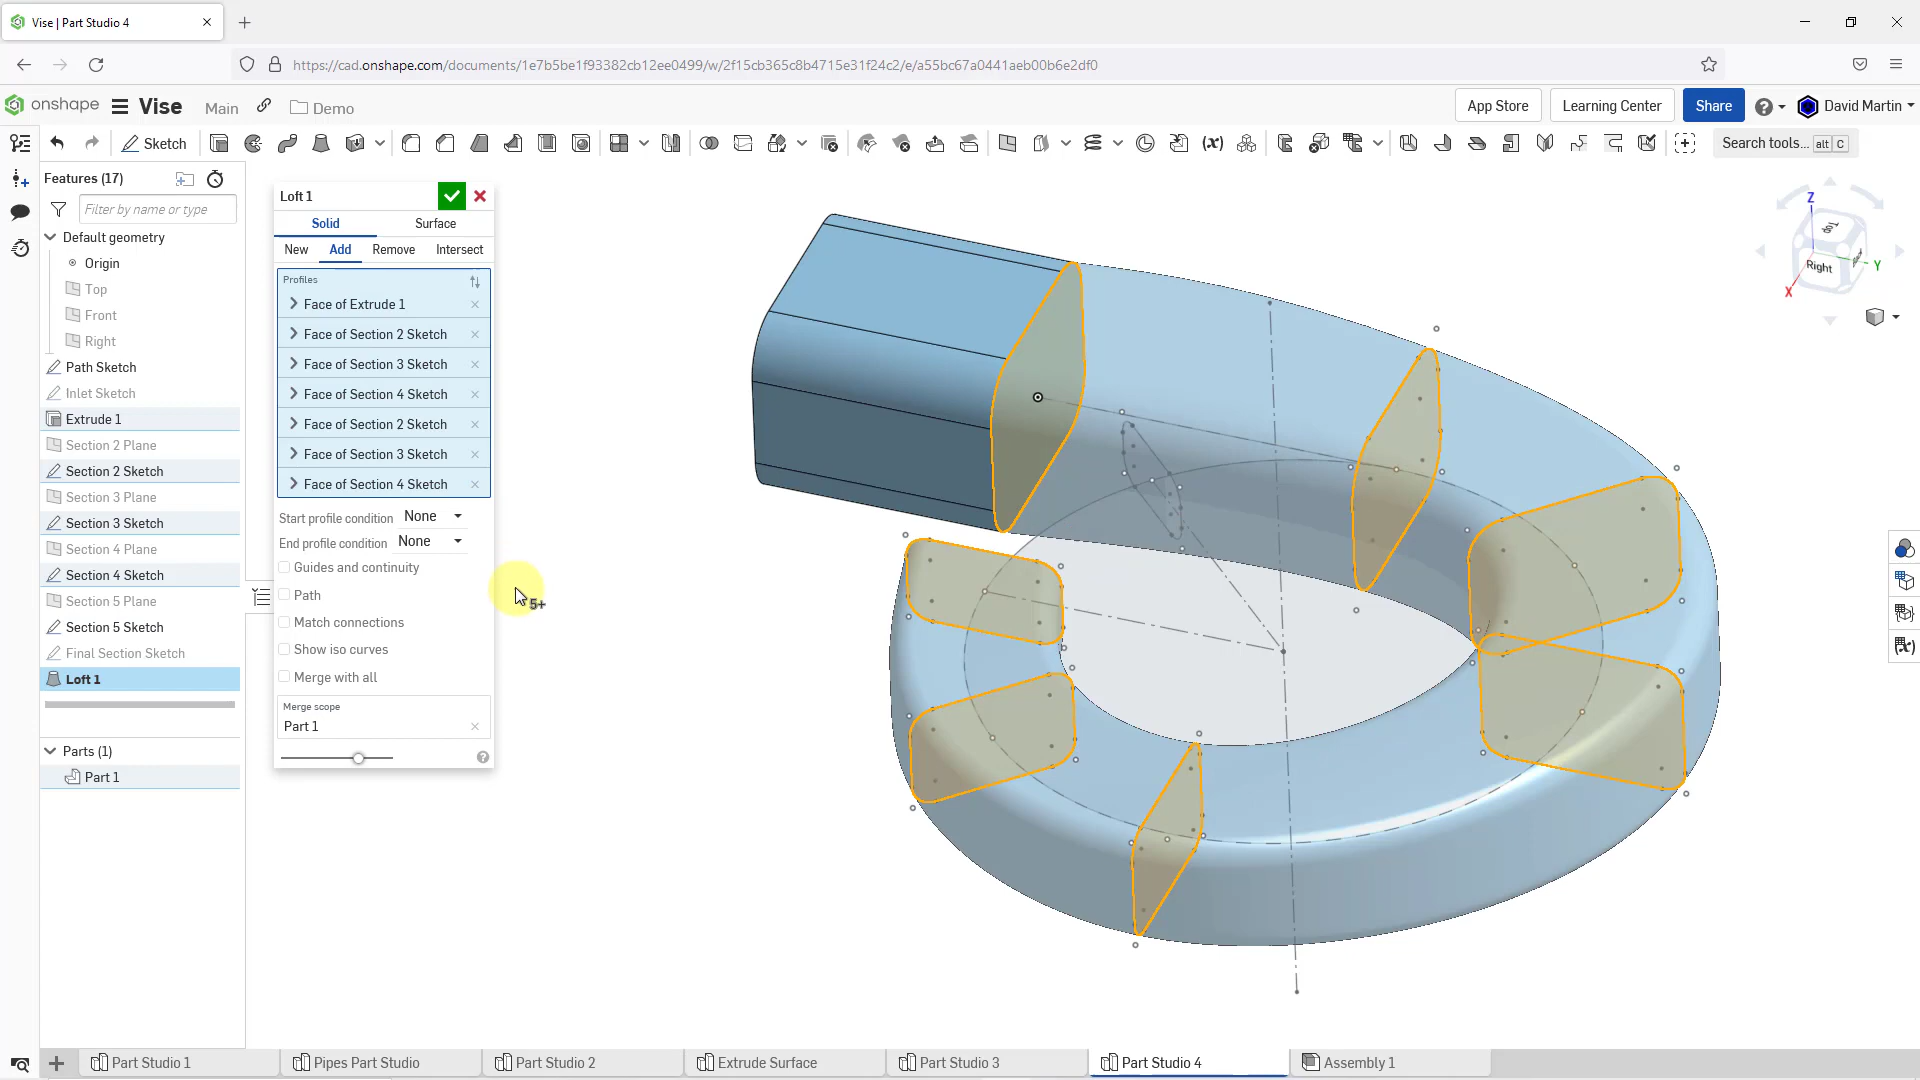 Vise | Part Studio 4
https://cad.onshape.com/documents/1e7b5be1f93382cb12ee0499/w/2f15cb365c8b4715e31f24c2/e/a55bc67a0441aeb00b6e2df0
onshape Vise Main Demo App Store Learning Center Share David Martin
Sketch Search tools... alt C
Features (17)
Filter by name or type
Default geometry
Origin
Top
Front
Right
Path Sketch
Inlet Sketch
Extrude 1
Section 2 Plane
Section 2 Sketch
Section 3 Plane
Section 3 Sketch
Section 4 Plane
Section 4 Sketch
Section 5 Plane
Section 5 Sketch
Final Section Sketch
Loft 1
Parts (1)
Part 1
Loft 1
Solid Surface
New Add Remove Intersect
Profiles
Face of Extrude 1
Face of Section 2 Sketch
Face of Section 3 Sketch
Face of Section 4 Sketch
Face of Section 2 Sketch
Face of Section 3 Sketch
Face of Section 4 Sketch
Start profile condition None
End profile condition None
Guides and continuity
Path
Match connections
Show iso curves
Merge with all
Merge scope
Part 1
5+
Z
Top
Right
Y
X
Part Studio 1 Pipes Part Studio Part Studio 2 Extrude Surface Part Studio 3 Part Studio 4 Assembly 1